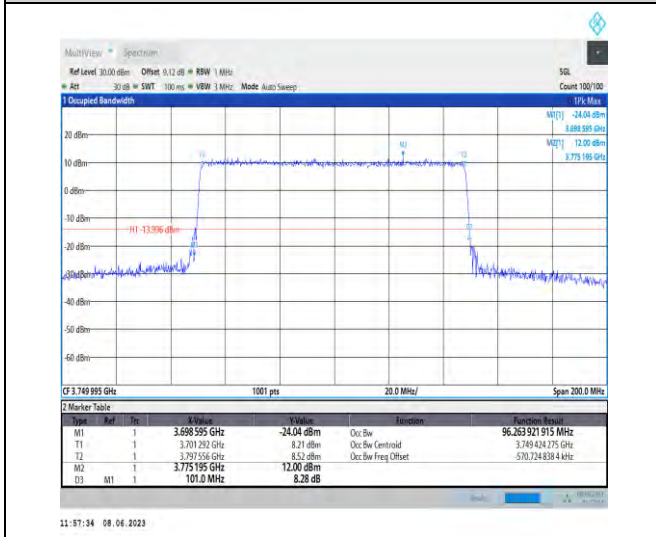 MultiView Spectrum
Ref Level 30.00 dBm Offset 9.12 dB RBW 1 MHz SGL
Att 30 dB SWT 100 ms VBW 3 MHz Mode Auto Sweep Count 100/100
1 Occupied Bandwidth 1Pk Max
M1[1] -24.04 dBm
3.698 595 GHz
M2[1] 12.00 dBm
3.775 195 GHz
20 dBm
M2
T1 T2
10 dBm
0 dBm
-10 dBm
H1 -13.996 dBm
-20 dBm
-30 dBm
-40 dBm
-50 dBm
-60 dBm
CF 3.749 995 GHz 1001 pts 20.0 MHz/ Span 200.0 MHz
2 Marker Table
Type Ref Trc X-Value Y-Value Function Function Result
M1 1 3.698 595 GHz -24.04 dBm Occ Bw 96.263 921 915 MHz
T1 1 3.701 292 GHz 8.21 dBm Occ Bw Centroid 3.749 424 275 GHz
T2 1 3.797 556 GHz 8.52 dBm Occ Bw Freq Offset -570.724 838 4 kHz
M2 1 3.775 195 GHz 12.00 dBm
D3 M1 1 101.0 MHz 8.28 dB
11:57:34 08.06.2023